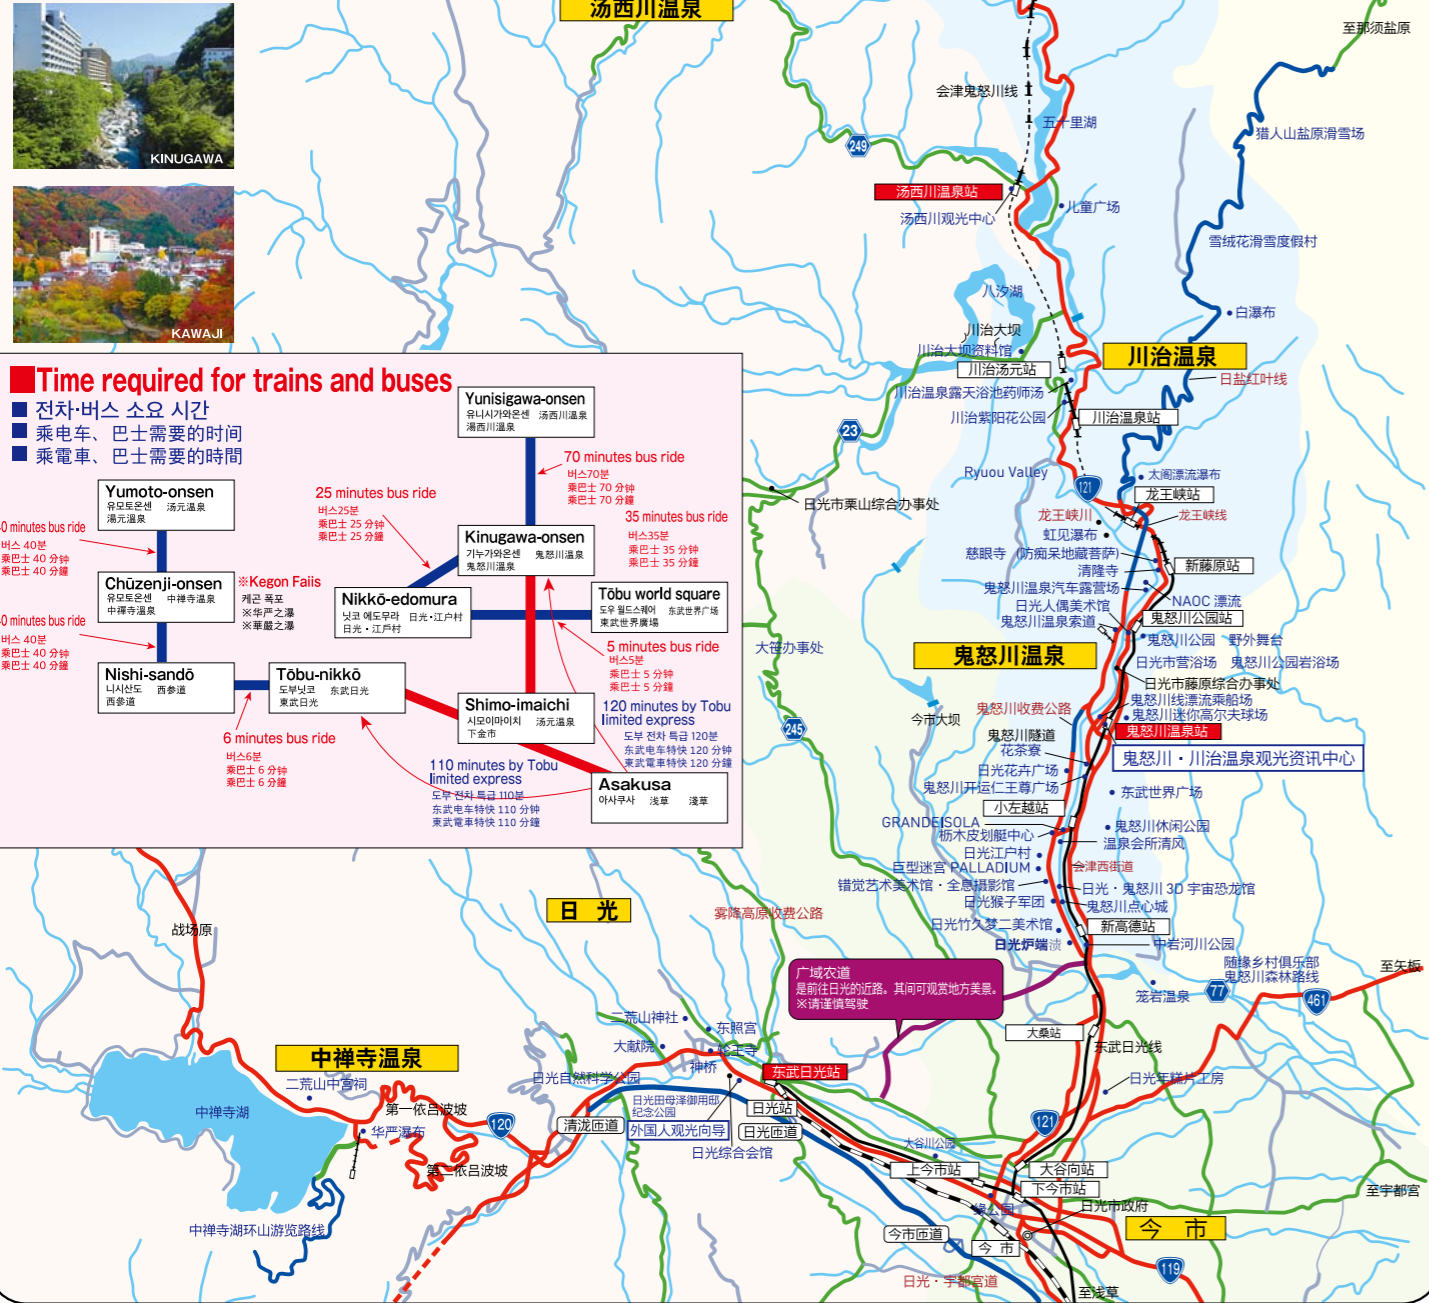 汤西川温泉
至那须盐原
KINUGAWA
会津鬼怒川线
五十里湖
猎人山盐原滑雪场
249
汤西川温泉站
汤西川观光中心
儿童广场
雪绒花滑雪度假村
KAWAJI
八汐湖
白瀑布
川治大坝
川治大坝资料馆
川治汤元站
川治温泉
日盐红叶线
川治温泉露天浴池药师汤
川治紫阳花公园
川治温泉站
23
Ryuou Valley
太阁漂流瀑布
121
龙王峡站
日光市栗山综合办事处
龙王峡川
龙王峡线
虹见瀑布
慈眼寺 (防痴呆地藏菩萨)
新藤原站
清隆寺
鬼怒川温泉汽车露营场
NAOC 漂流
日光人偶美术馆
鬼怒川温泉索道
鬼怒川公园站
鬼怒川公园 野外舞台
大笹办事处
鬼怒川温泉
日光市营浴场 鬼怒川公园岩浴场
日光市藤原综合办事处
鬼怒川线漂流乘船场
鬼怒川收费公路
鬼怒川迷你高尔夫球场
今市大坝
245
鬼怒川隧道
鬼怒川温泉站
花茶寮
鬼怒川・川治温泉观光资讯中心
日光花卉广场
鬼怒川开运仁王尊广场
东武世界广场
小左越站
GRANDEISOLA
鬼怒川休闲公园
栃木皮划艇中心
温泉会所清风
日光江户村
巨型迷宫 PALLADIUM
会津西街道
错觉艺术美术馆・全息摄影馆
日光・鬼怒川 3D 宇宙恐龙馆
日光猴子军团
鬼怒川点心城
日光竹久梦二美术馆
新高德站
日光炉端渍
中岩河川公园
■Time required for trains and buses
■ 전차·버스 소요 시간
■ 乘电车、巴士需要的时间
■ 乘電車、巴士需要的時間
Yunisigawa-onsen
유니시가와온센 汤西川温泉
湯西川溫泉
70 minutes bus ride
버스70분
乘巴士 70 分钟
乘巴士 70 分鐘
Yumoto-onsen
유모토온센 汤元温泉
湯元溫泉
25 minutes bus ride
버스25분
乘巴士 25 分钟
乘巴士 25 分鐘
35 minutes bus ride
버스35분
乘巴士 35 分钟
乘巴士 35 分鐘
0 minutes bus ride
버스 40분
乘巴士 40 分钟
乘巴士 40 分鐘
Kinugawa-onsen
기누가와온센 鬼怒川温泉
鬼怒川溫泉
Chūzenji-onsen
유모토온센 中禅寺温泉
中禪寺溫泉
※Kegon Faiis
케곤 폭포
※华严之瀑
※華嚴之瀑
Nikkō-edomura
닛코 에도무라 日光・江户村
日光・江戶村
Tōbu world square
도우 월드스퀘어 东武世界广场
東武世界廣場
0 minutes bus ride
버스 40분
乘巴士 40 分钟
乘巴士 40 分鐘
5 minutes bus ride
버스5분
乘巴士 5 分钟
乘巴士 5 分鐘
Nishi-sandō
니시산도 西参道
西參道
Tōbu-nikkō
도부닛코 东武日光
東武日光
Shimo-imaichi
시모이마이치 汤元温泉
下金市
120 minutes by Tobu
limited express
도부 전차 특급 120분
东武电车特快 120 分钟
東武電車特快 120 分鐘
6 minutes bus ride
버스6분
乘巴士 6 分钟
乘巴士 6 分鐘
110 minutes by Tobu
limited express
도부 전차 특급 110분
东武电车特快 110 分钟
東武電車特快 110 分鐘
Asakusa
아사쿠사 浅草 淺草
日 光
雾降高原收费公路
战场原
广域农道
是前往日光的近路。其间可观赏地方美景。
※请谨慎驾驶
随缘乡村俱乐部
鬼怒川森林路线
至矢板
笼岩温泉
77
461
二荒山神社
东照宫
大桑站
大猷院
轮王寺
东武日光线
神桥
中禅寺温泉
东武日光站
日光自然科学公园
日光年糕片工房
二荒山中宫祠
日光田母泽御用邸
纪念公园
中禅寺湖
第一依吕波坡
日光站
华严瀑布
120
清泷匝道
外国人观光向导
日光匝道
121
日光综合会馆
大谷川公园
第二依吕波坡
上今市站
大谷向站
下今市站
至宇都宫
缘公园
日光市政府
中禅寺湖环山游览路线
今市匝道
今 市
今 市
119
日光・宇都宫道
至浅草